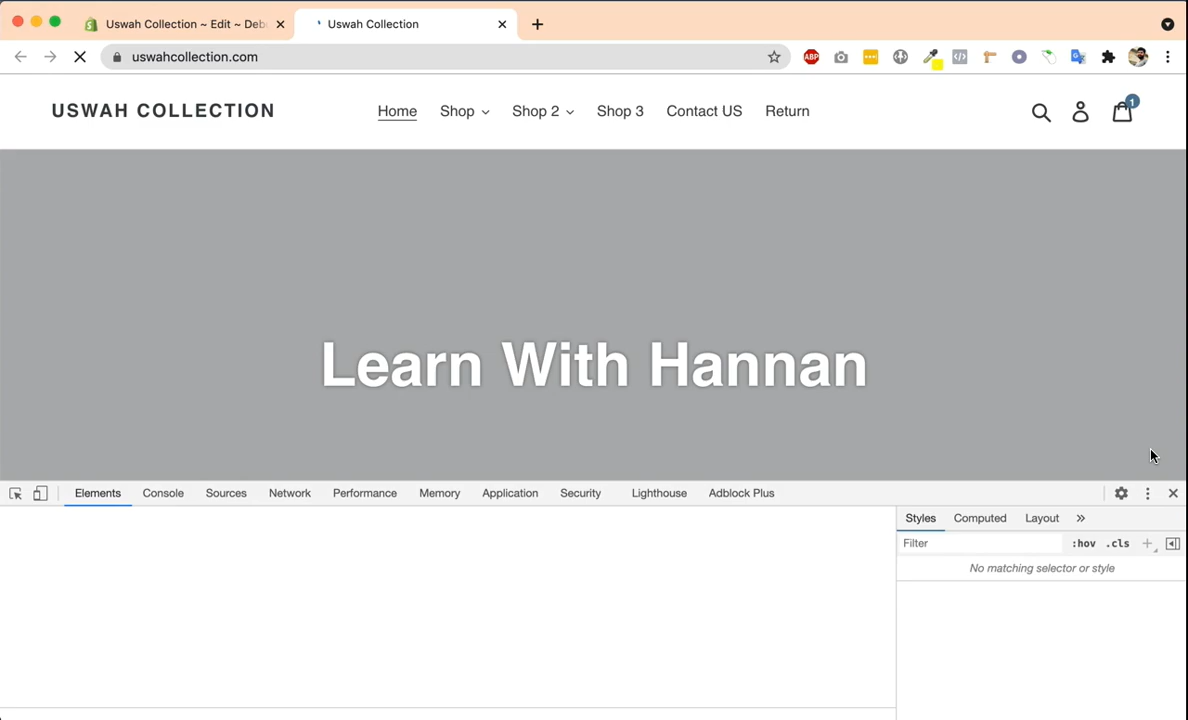 Uswah Collection ~ Edit ~ Deb
Uswah Collection
uswahcollection.com
ABP
USWAH COLLECTION
Home
Shop
Shop 2
Shop 3
Contact US
Return
1
Learn With Hannan
Elements
Console
Sources
Network
Performance
Memory
Application
Security
Lighthouse
Adblock Plus
Styles
Computed
Layout
»
Filter
:hov
.cls
No matching selector or style